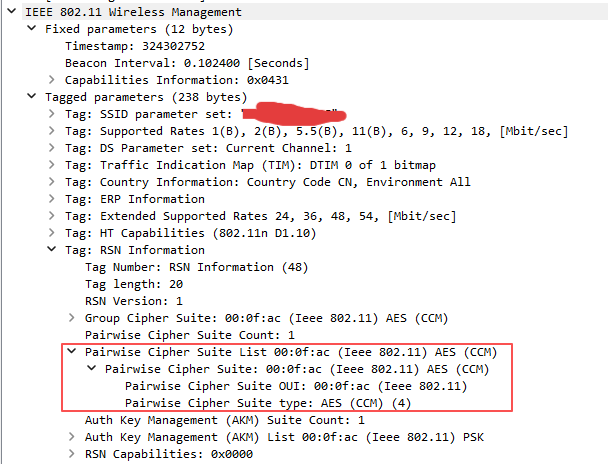 IEEE 802.11 Wireless Management
Fixed parameters (12 bytes)
Timestamp: 324302752
Beacon Interval: 0.102400 [Seconds]
Capabilities Information: 0x0431
Tagged parameters (238 bytes)
Tag: SSID parameter set: "
Tag: Supported Rates 1(B), 2(B), 5.5(B), 11(B), 6, 9, 12, 18, [Mbit/sec]
Tag: DS Parameter set: Current Channel: 1
Tag: Traffic Indication Map (TIM): DTIM 0 of 1 bitmap
Tag: Country Information: Country Code CN, Environment All
Tag: ERP Information
Tag: Extended Supported Rates 24, 36, 48, 54, [Mbit/sec]
Tag: HT Capabilities (802.11n D1.10)
Tag: RSN Information
Tag Number: RSN Information (48)
Tag length: 20
RSN Version: 1
Group Cipher Suite: 00:0f:ac (Ieee 802.11) AES (CCM)
Pairwise Cipher Suite Count: 1
Pairwise Cipher Suite List 00:0f:ac (Ieee 802.11) AES (CCM)
Pairwise Cipher Suite: 00:0f:ac (Ieee 802.11) AES (CCM)
Pairwise Cipher Suite OUI: 00:0f:ac (Ieee 802.11)
Pairwise Cipher Suite type: AES (CCM) (4)
Auth Key Management (AKM) Suite Count: 1
Auth Key Management (AKM) List 00:0f:ac (Ieee 802.11) PSK
RSN Capabilities: 0x0000